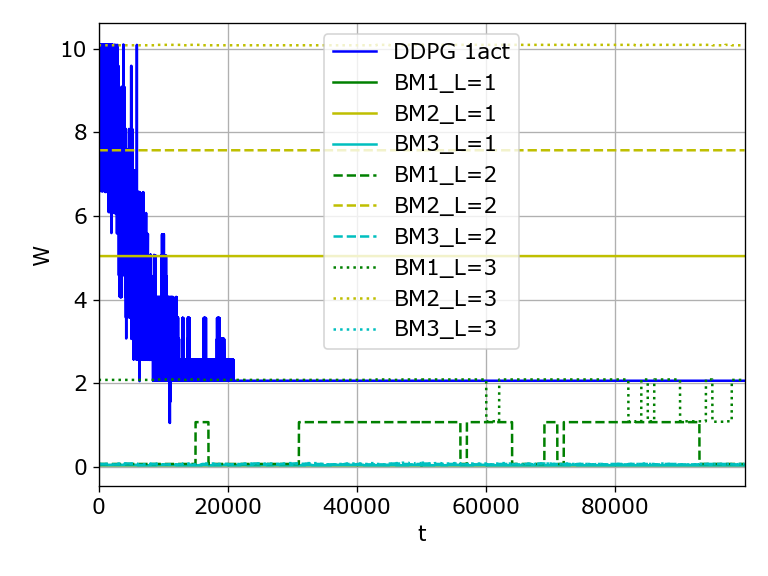 10
8
6
4
2
0
W
DDPG 1act
BM1_L=1
BM2_L=1
BM3_L=1
BM1_L=2
BM2_L=2
BM3_L=2
BM1_L=3
BM2_L=3
BM3_L=3
0
20000
40000
60000
80000
t